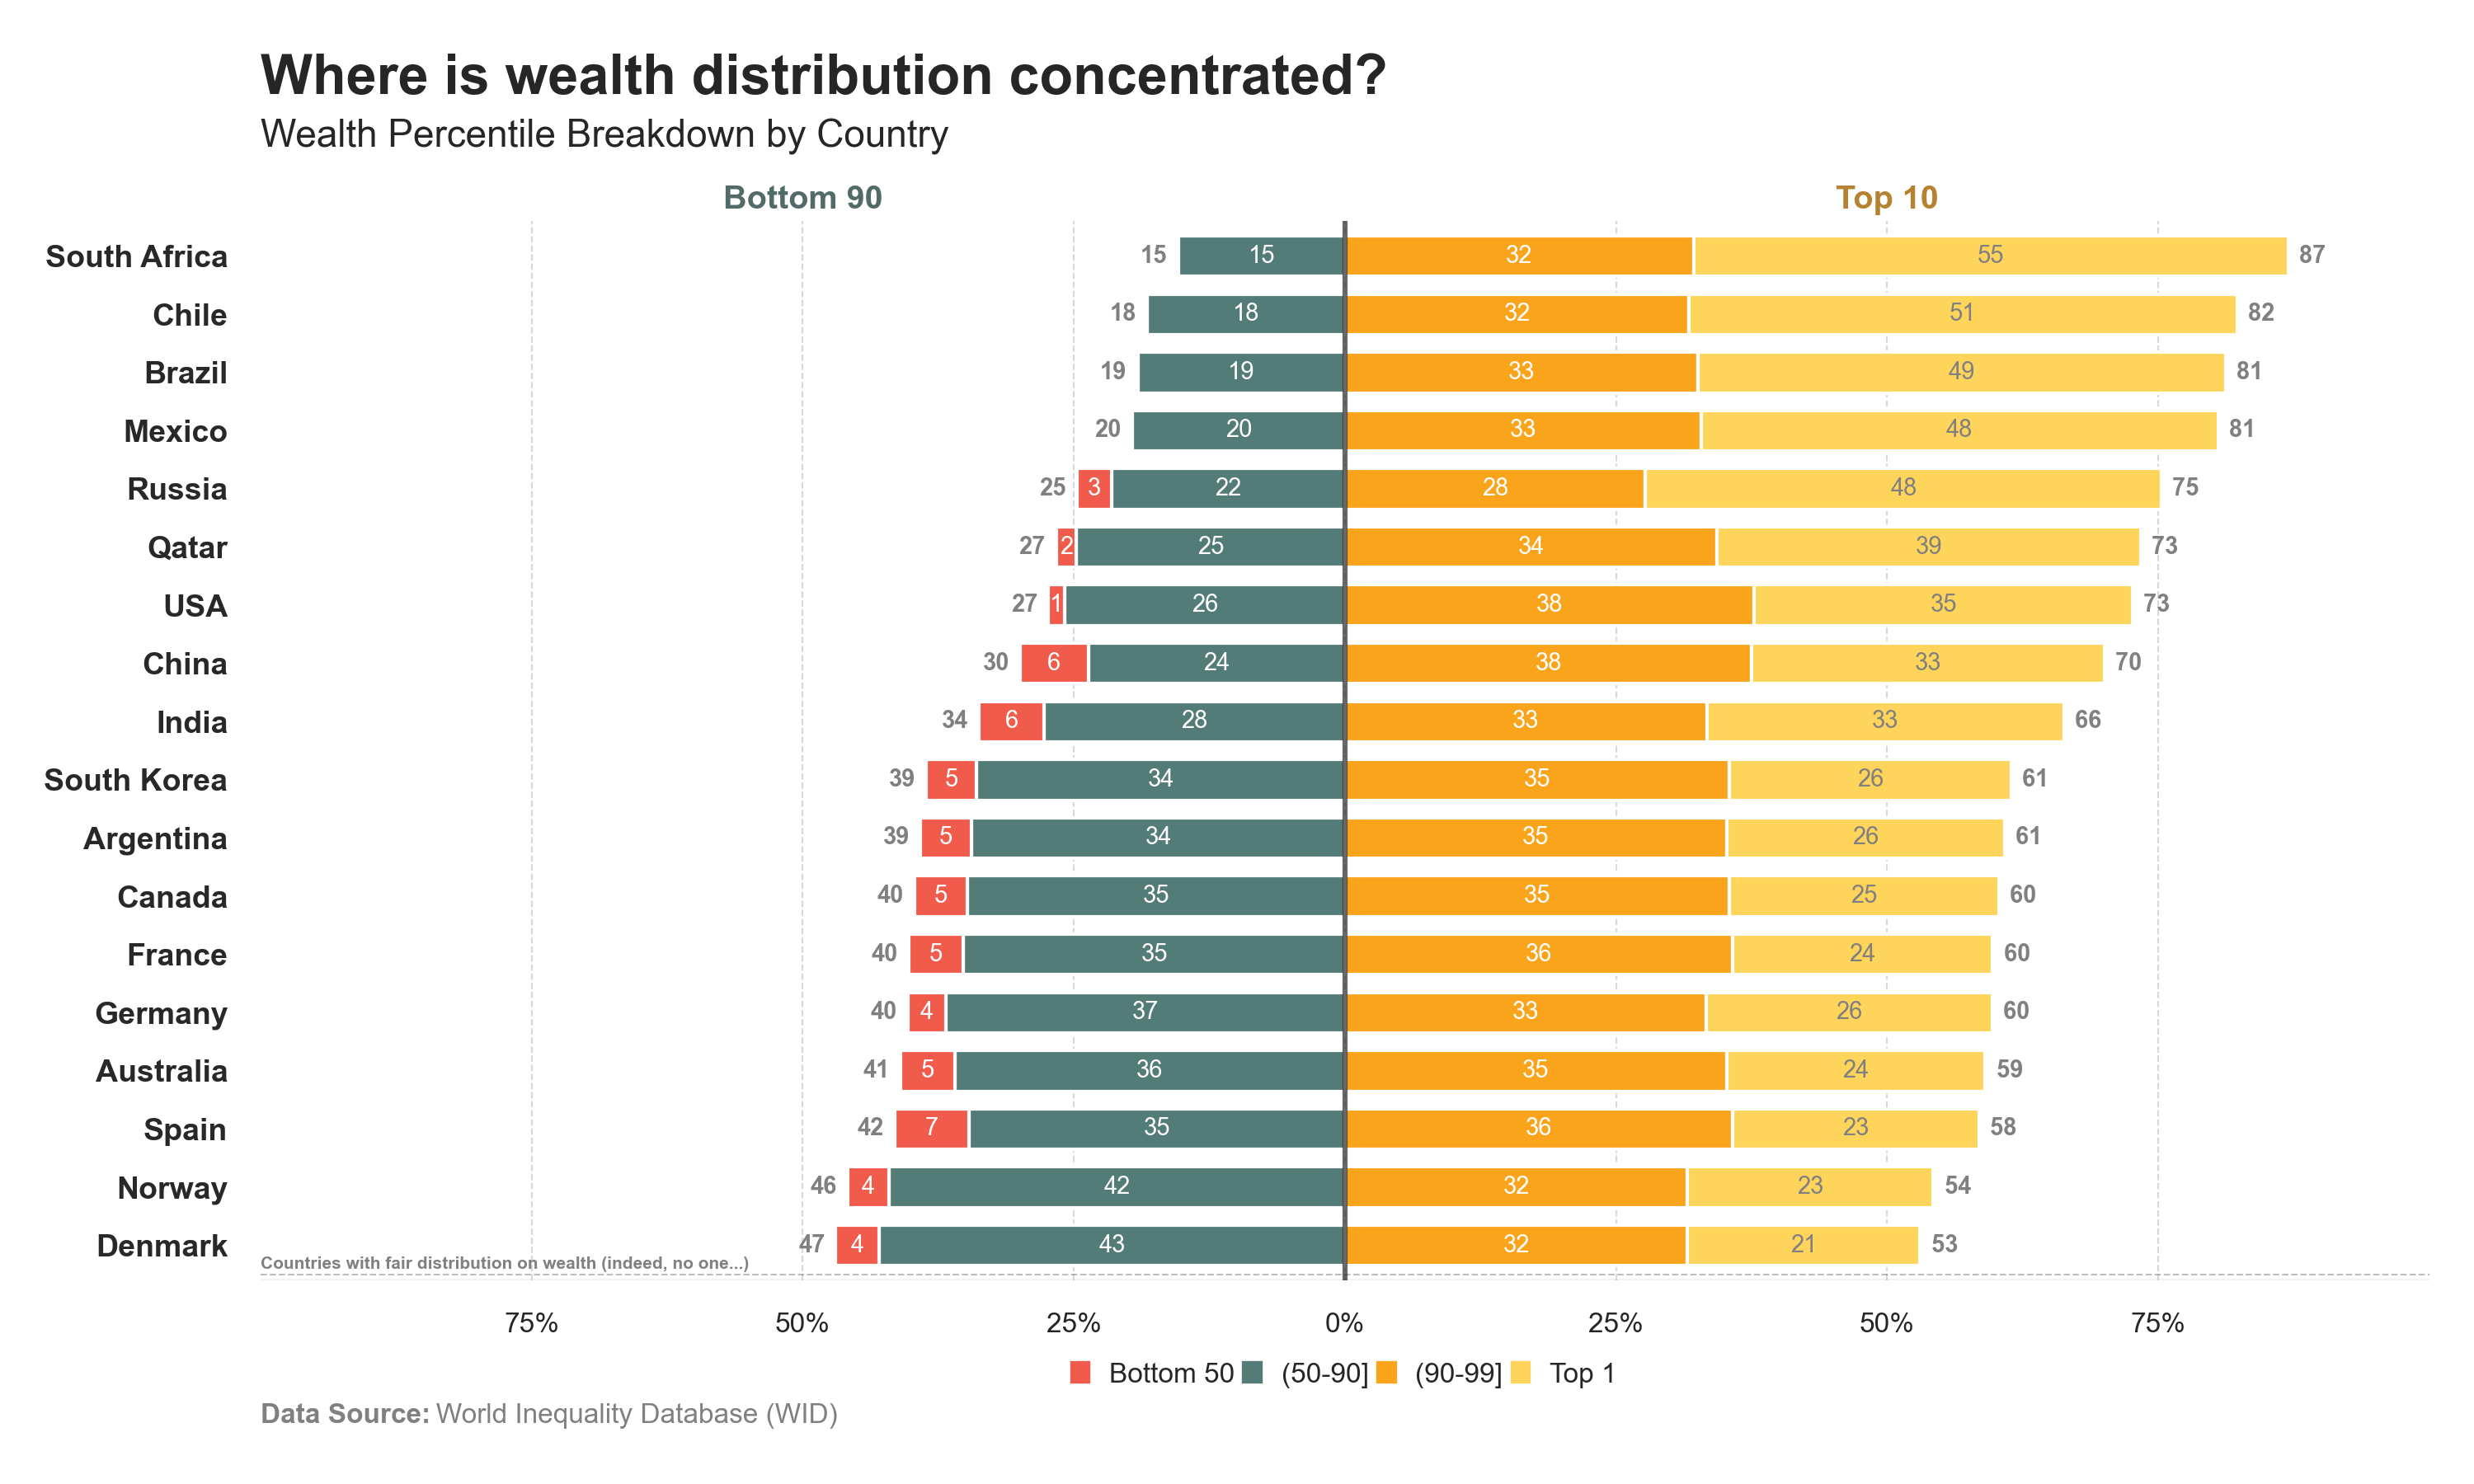 Where is wealth distribution concentrated?
Wealth Percentile Breakdown by Country
Bottom 90 Top 10
South Africa 15 15 32 55 87
Chile 18 18 32 51 82
Brazil 19 19 33 49 81
Mexico 20 20 33 48 81
Russia 25 3 22 28 48 75
Qatar 27 2 25 34 39 73
USA 27 1 26 38 35 73
China 30 6 24 38 33 70
India 34 6 28 33 33 66
South Korea 39 5 34 35 26 61
Argentina 39 5 34 35 26 61
Canada 40 5 35 35 25 60
France 40 5 35 36 24 60
Germany 40 4 37 33 26 60
Australia 41 5 36 35 24 59
Spain 42 7 35 36 23 58
Norway 46 4 42 32 23 54
Denmark 47 4 43 32 21 53
Countries with fair distribution on wealth (indeed, no one...)
75% 50% 25% 0% 25% 50% 75%
Bottom 50 (50-90] (90-99] Top 1
Data Source: World Inequality Database (WID)